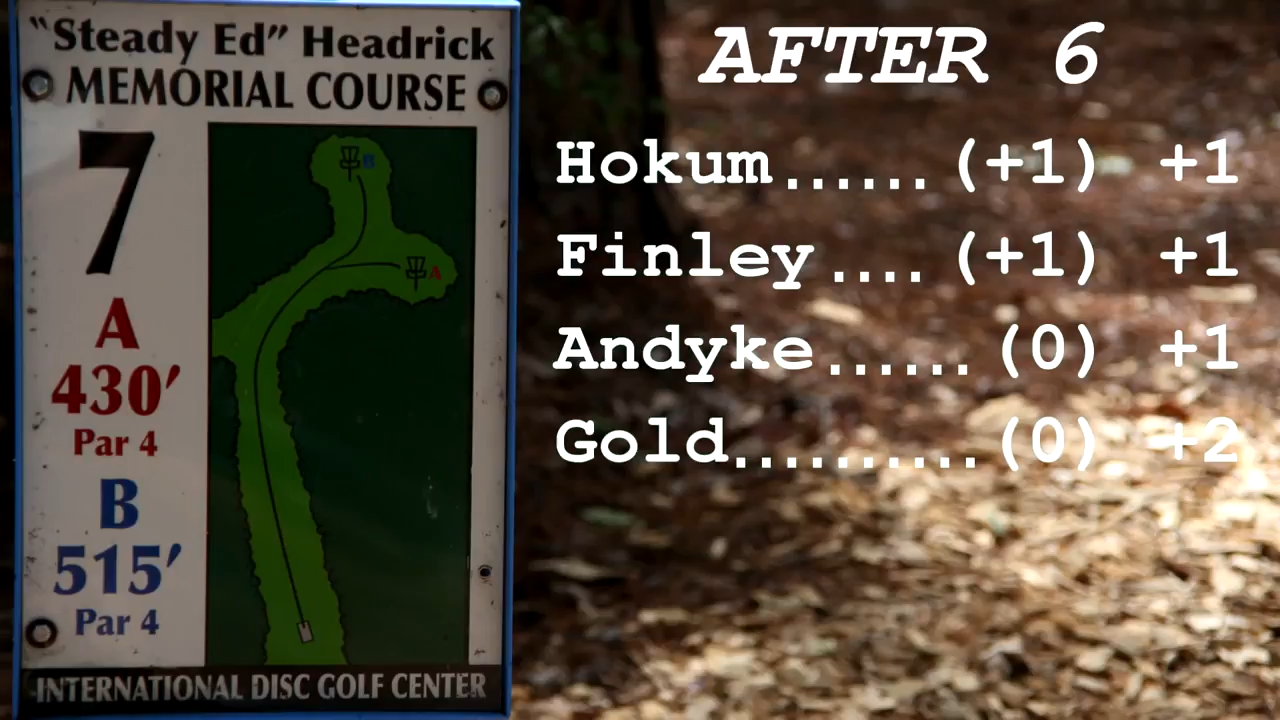 “Steady Ed” Headrick
MEMORIAL COURSE
7
B
A
A
430′
Par 4
B
515′
Par 4
INTERNATIONAL DISC GOLF CENTER
AFTER 6
Hokum...... (+1) +1
Finley.... (+1) +1
Andyke...... (0) +1
Gold.......... (0) +2